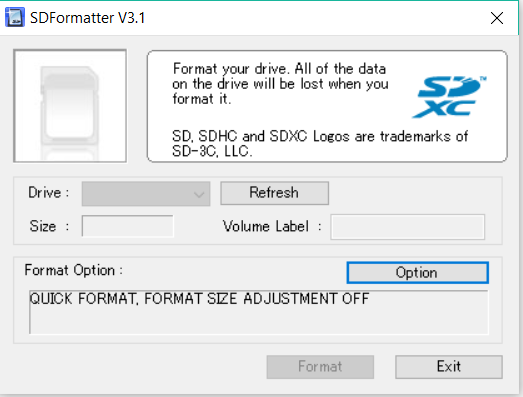 SDFormatter V3.1
Format your drive. All of the data
on the drive will be lost when you
format it.
SD, SDHC and SDXC Logos are trademarks of
SD-3C, LLC.
SD XC TM
Drive :
Refresh
Size :
Volume Label :
Format Option :
Option
QUICK FORMAT, FORMAT SIZE ADJUSTMENT OFF
Format
Exit